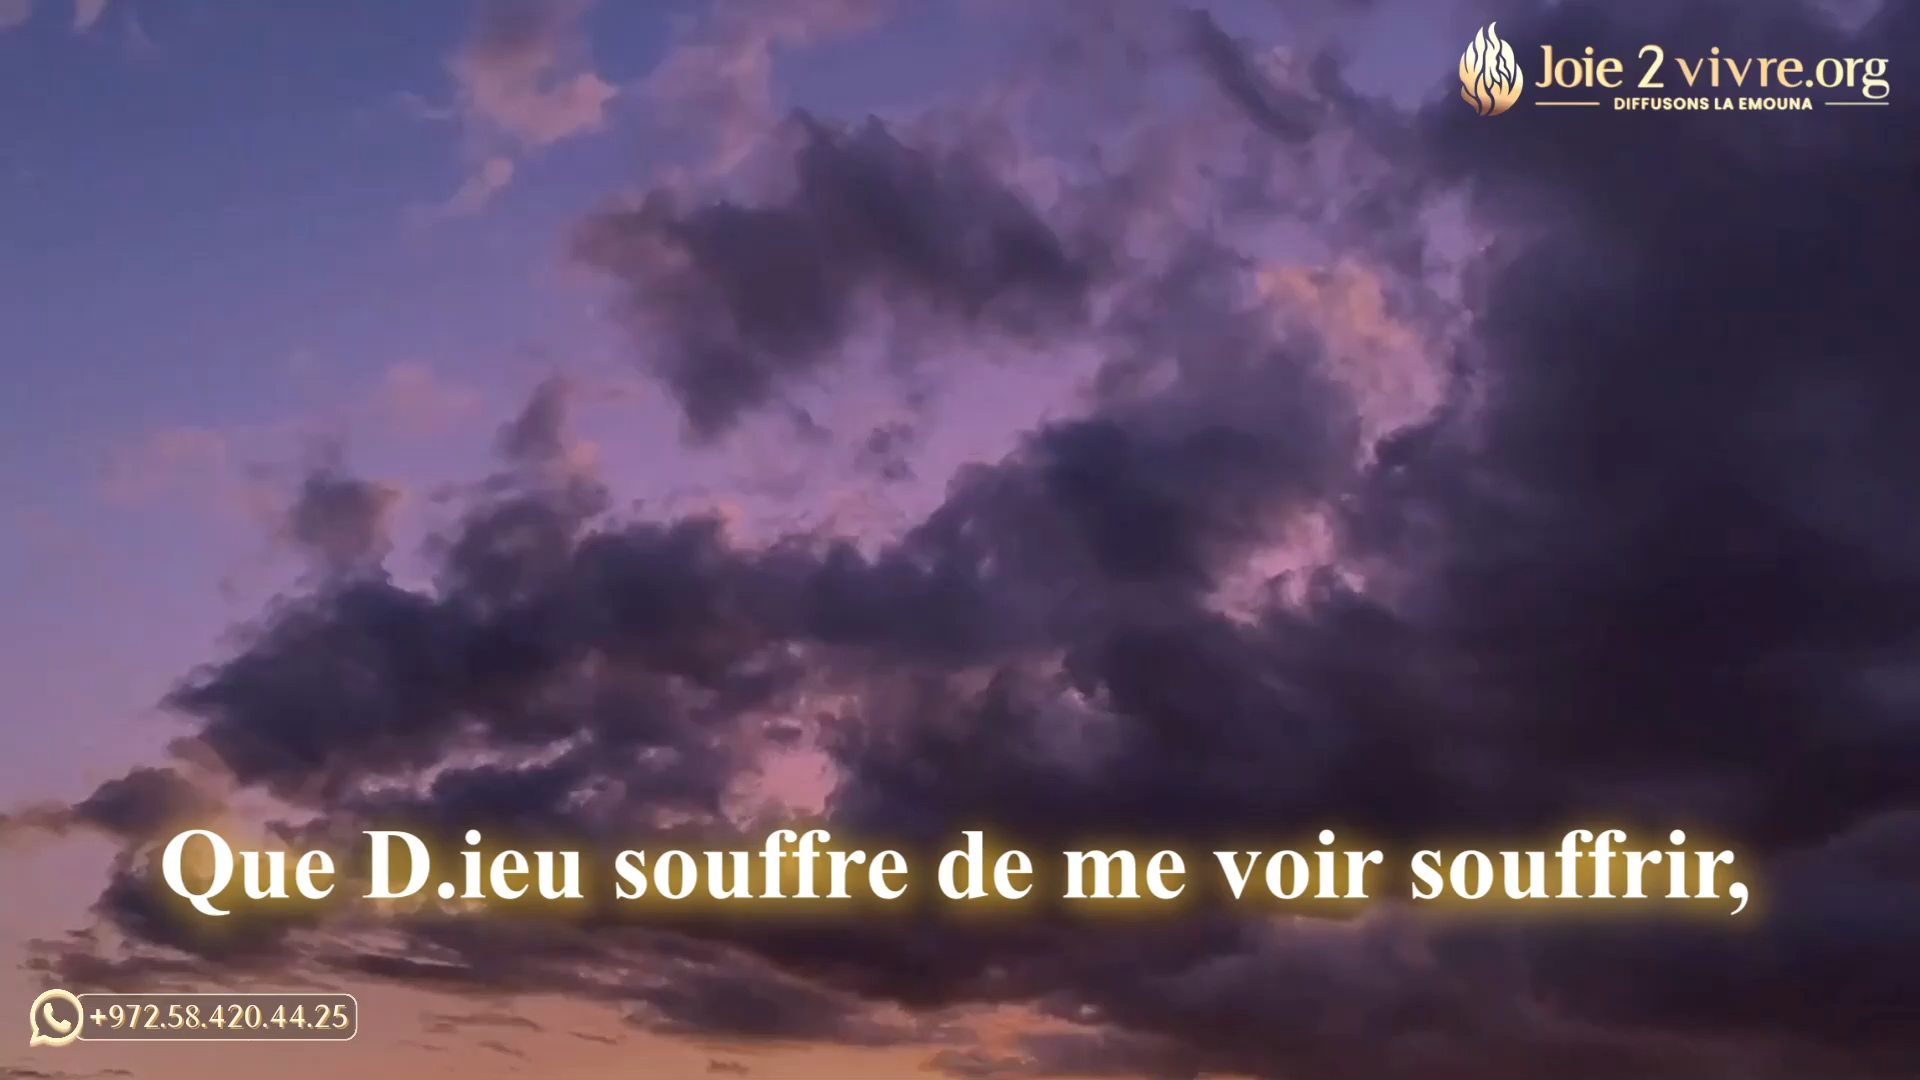 Joie 2 vivre.org
DIFFUSONS LA EMOUNA
Que D.ieu souffre de me voir souffrir,
+972.58.420.44.25